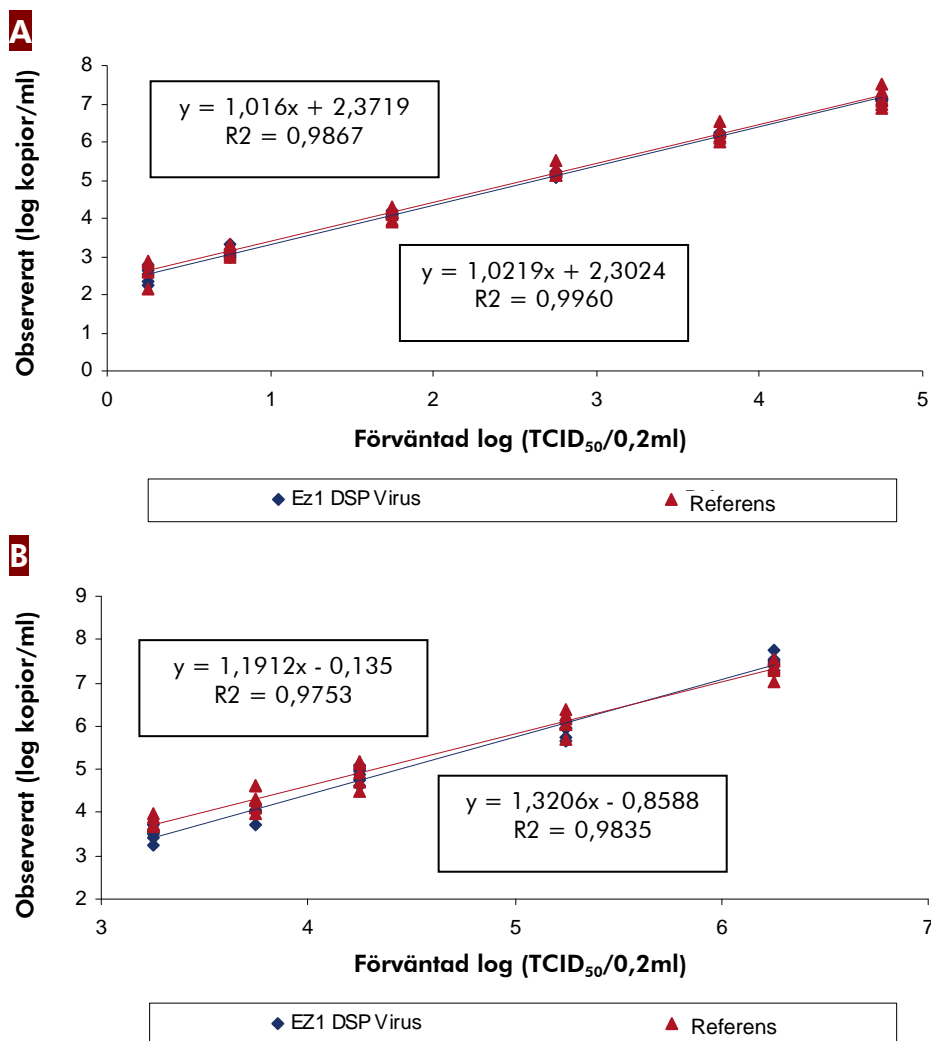 A
Observerat (log kopior/ml)
8
7
6
5
4
3
2
1
0
y = 1,016x + 2,3719
R2 = 0,9867
y = 1,0219x + 2,3024
R2 = 0,9960
0 1 2 3 4 5
Förväntad log (TCID50/0,2ml)
Ez1 DSP Virus Referens
B
Observerat (log kopior/ml)
9
8
7
6
5
4
3
2
y = 1,1912x - 0,135
R2 = 0,9753
y = 1,3206x - 0,8588
R2 = 0,9835
3 4 5 6 7
Förväntad log (TCID50/0,2ml)
EZ1 DSP Virus Referens